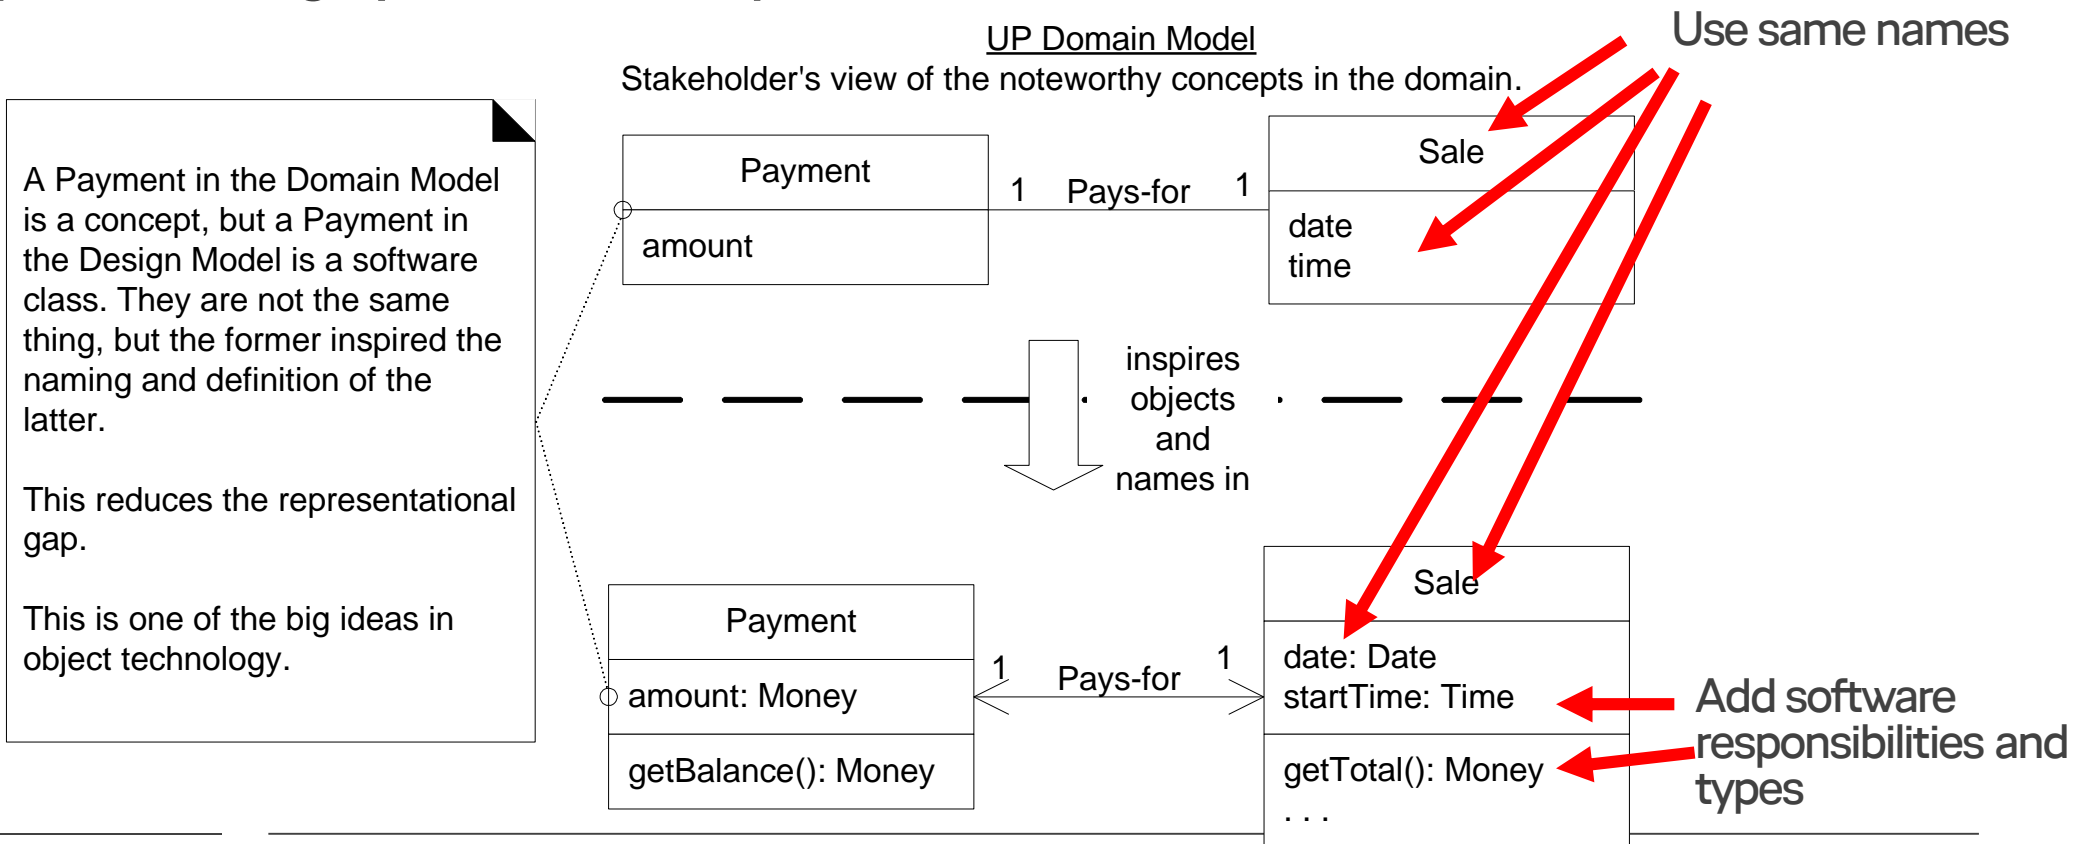 Use same names
UP Domain Model
Stakeholder's view of the noteworthy concepts in the domain.
A Payment in the Domain Model
is a concept, but a Payment in
the Design Model is a software
class. They are not the same
thing, but the former inspired the
naming and definition of the
latter.
This reduces the representational
gap.
This is one of the big ideas in
object technology.
Payment
amount
1 Pays-for 1
Sale
date
time
inspires
objects
and
names in
Payment
amount: Money
getBalance(): Money
1 Pays-for 1
Sale
date: Date
startTime: Time
getTotal(): Money
. . .
Add software
responsibilities and
types